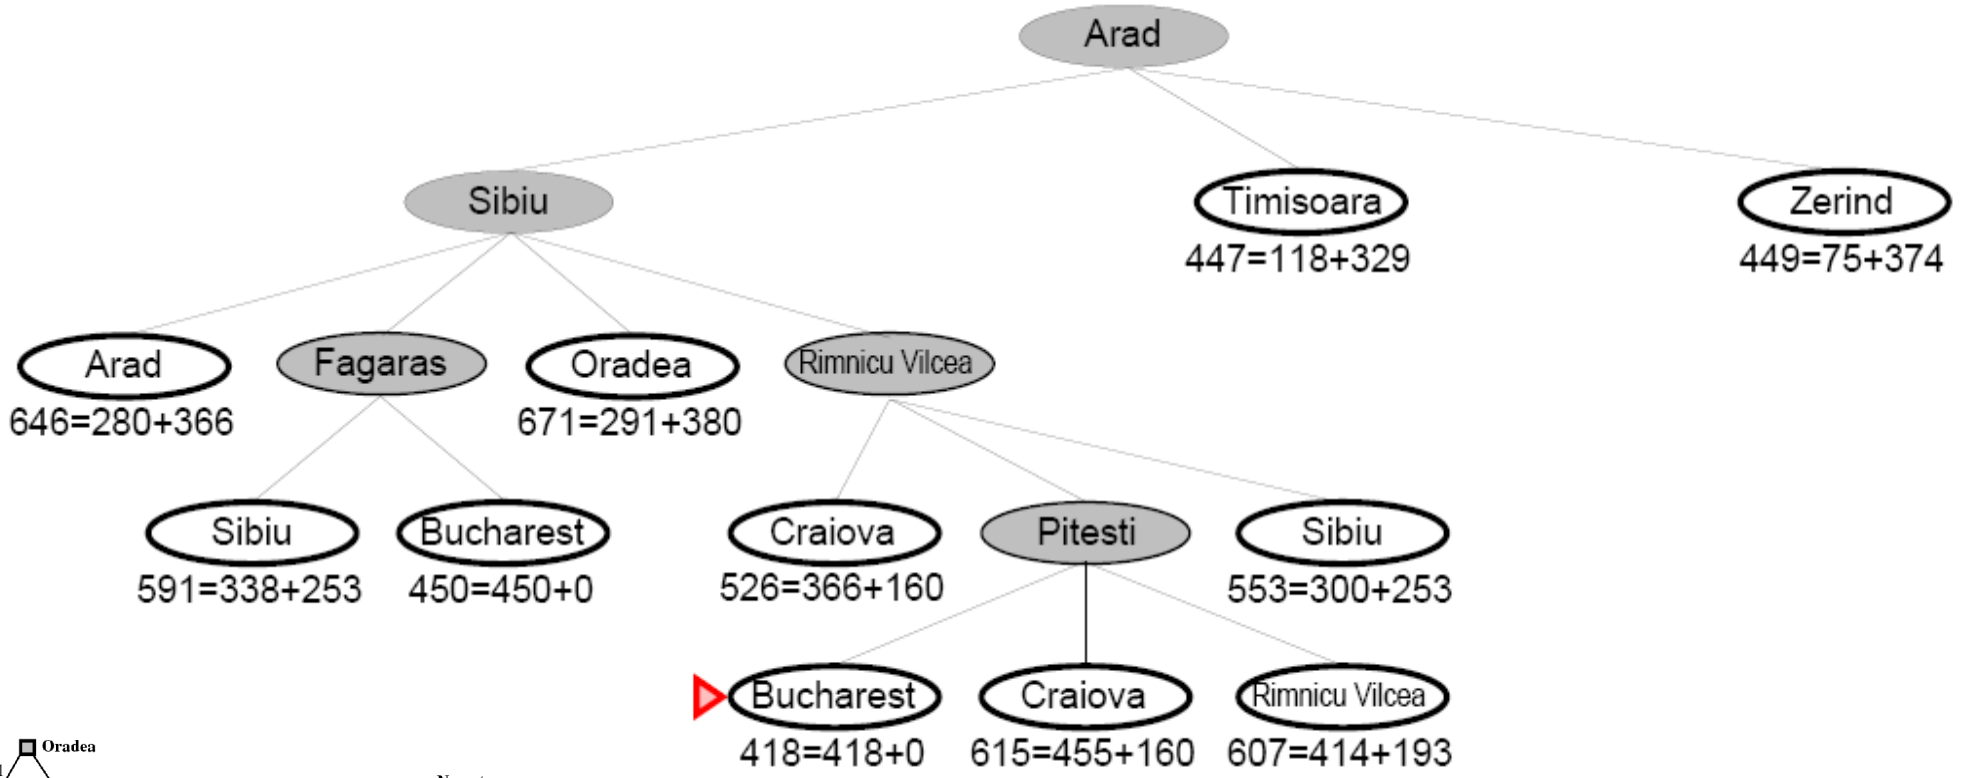 Arad
Sibiu
Timisoara
Zerind
447=118+329
449=75+374
Arad
Fagaras
Oradea
Rimnicu Vilcea
646=280+366
671=291+380
Sibiu
Bucharest
Craiova
Pitesti
Sibiu
591=338+253
450=450+0
526=366+160
553=300+253
Bucharest
Craiova
Rimnicu Vilcea
418=418+0
615=455+160
607=414+193
Oradea